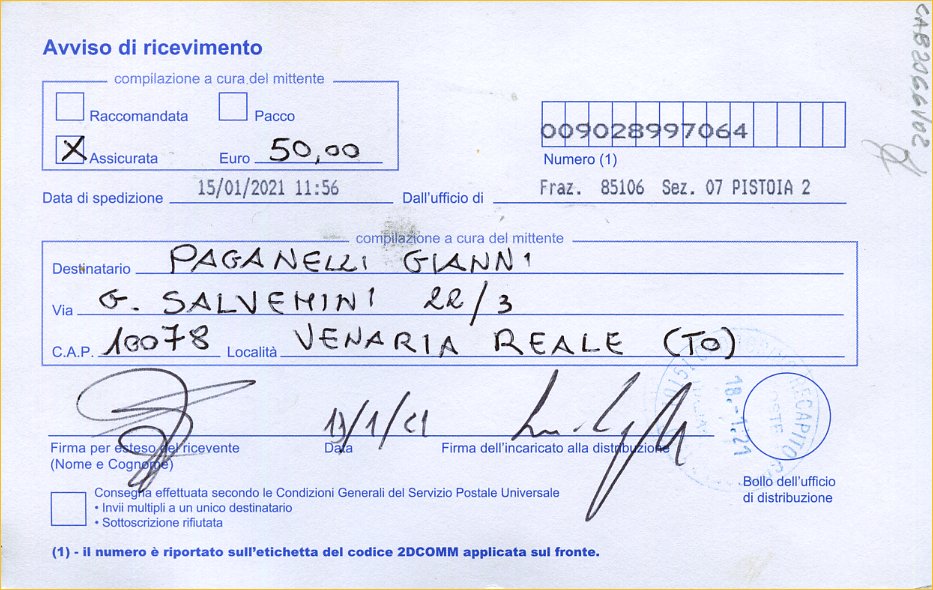 Avviso di ricevimento
compilazione a cura del mittente
Raccomandata Pacco
X Assicurata Euro 50,00
009028997064
Numero (1)
Data di spedizione 15/01/2021 11:56 Dall'ufficio di Fraz. 85106 Sez. 07 PISTOIA 2
compilazione a cura del mittente
Destinatario PAGANELLI GIANNI
Via G. SALVEMINI 22/3
C.A.P. 10078 Località VENARIA REALE (TO)
Firma per esteso del ricevente
(Nome e Cognome)
Data
Firma dell'incaricato alla distribuzione
RECAPITO
18.-1.21
Bollo dell'ufficio
di distribuzione
Consegna effettuata secondo le Condizioni Generali del Servizio Postale Universale
• Invii multipli a un unico destinatario
• Sottoscrizione rifiutata
(1) - il numero è riportato sull'etichetta del codice 2DCOMM applicata sul fronte.